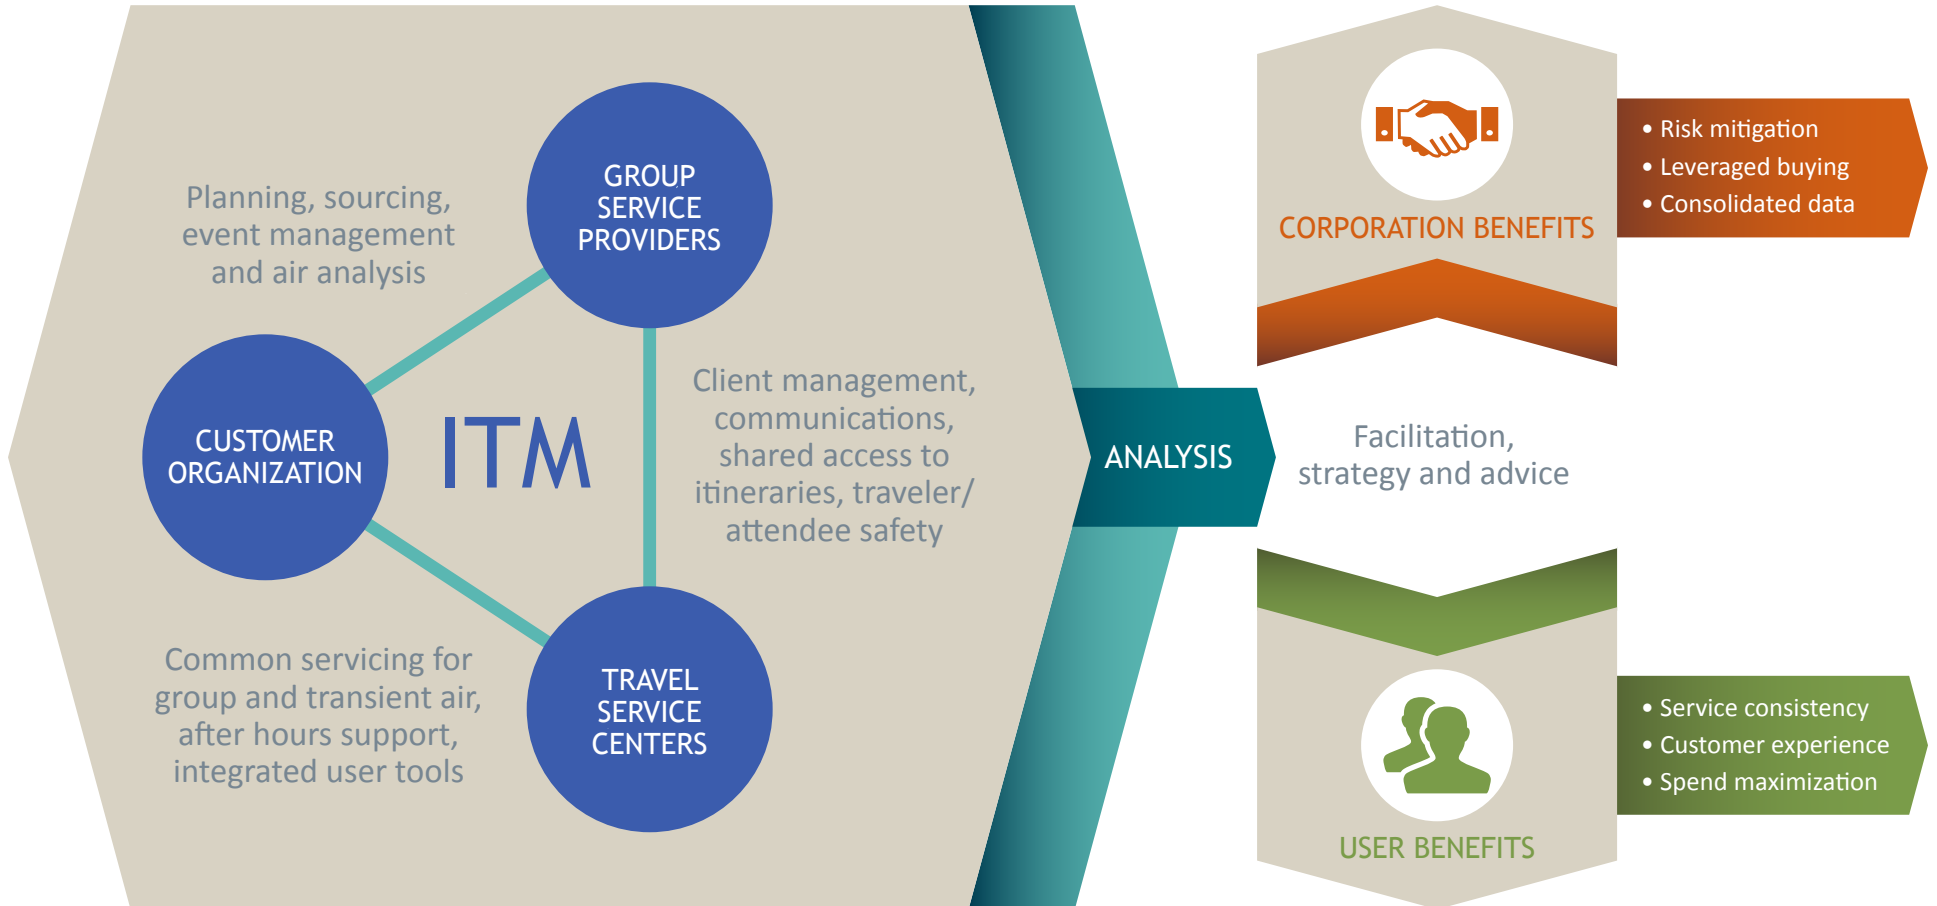 GROUP
SERVICE
PROVIDERS
Planning, sourcing,
event management
and air analysis
CUSTOMER
ORGANIZATION
ITM
Client management,
communications,
shared access to
itineraries, traveler/
attendee safety
Common servicing for
group and transient air,
after hours support,
integrated user tools
TRAVEL
SERVICE
CENTERS
ANALYSIS
Facilitation,
strategy and advice
CORPORATION BENEFITS
• Risk mitigation
• Leveraged buying
• Consolidated data
USER BENEFITS
• Service consistency
• Customer experience
• Spend maximization